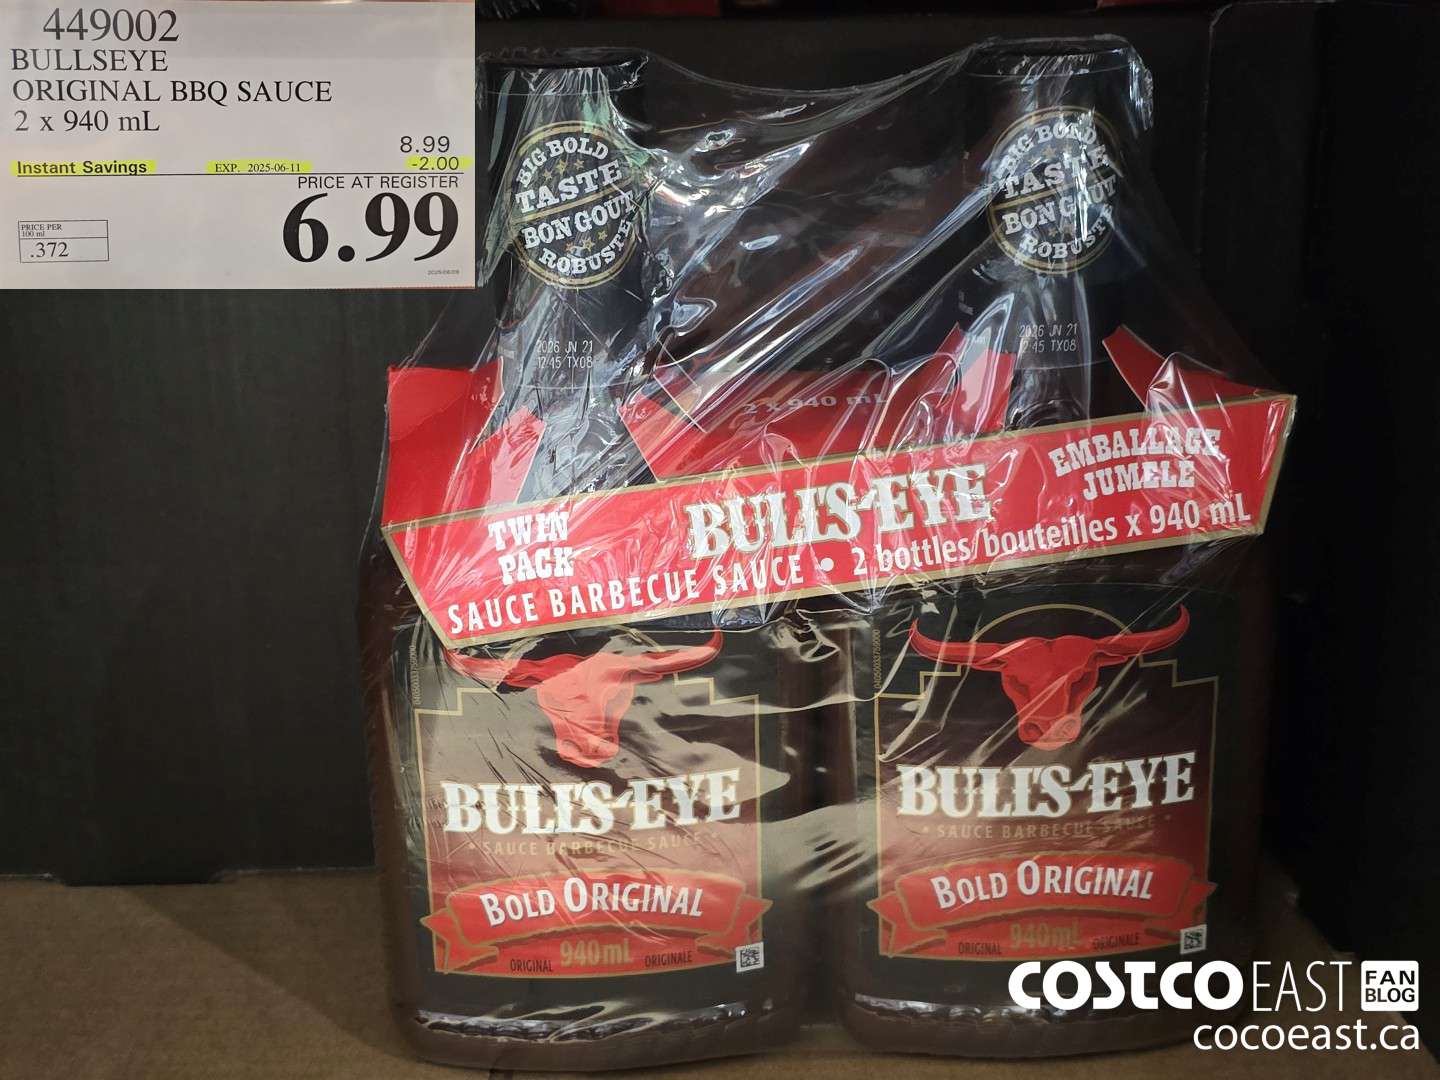 449002
BULLSEYE
ORIGINAL BBQ SAUCE
2 x 940 mL
8.99
Instant Savings EXP. 2025-06-11 -2.00
PRICE AT REGISTER
6.99
PRICE PER
100 ml
.372
BIG BOLD
TASTE
BON GOUT
ROBUSTE
BIG BOLD
TASTE
BON GOUT
ROBUSTE
2026 JN 21
12:45 TX08
2026 JN 21
12:45 TX08
2 x 940 mL
TWIN
PACK
BULL'S-EYE
EMBALLAGE
JUMELÉ
SAUCE BARBECUE SAUCE • 2 bottles/bouteilles x 940 mL
BULL'S-EYE
• SAUCE BARBECUE SAUCE •
BOLD ORIGINAL
ORIGINAL 940mL ORIGINALE
BULL'S-EYE
• SAUCE BARBECUE SAUCE •
BOLD ORIGINAL
ORIGINAL 940mL ORIGINALE
COSTCO EAST FAN BLOG
cocoeast.ca